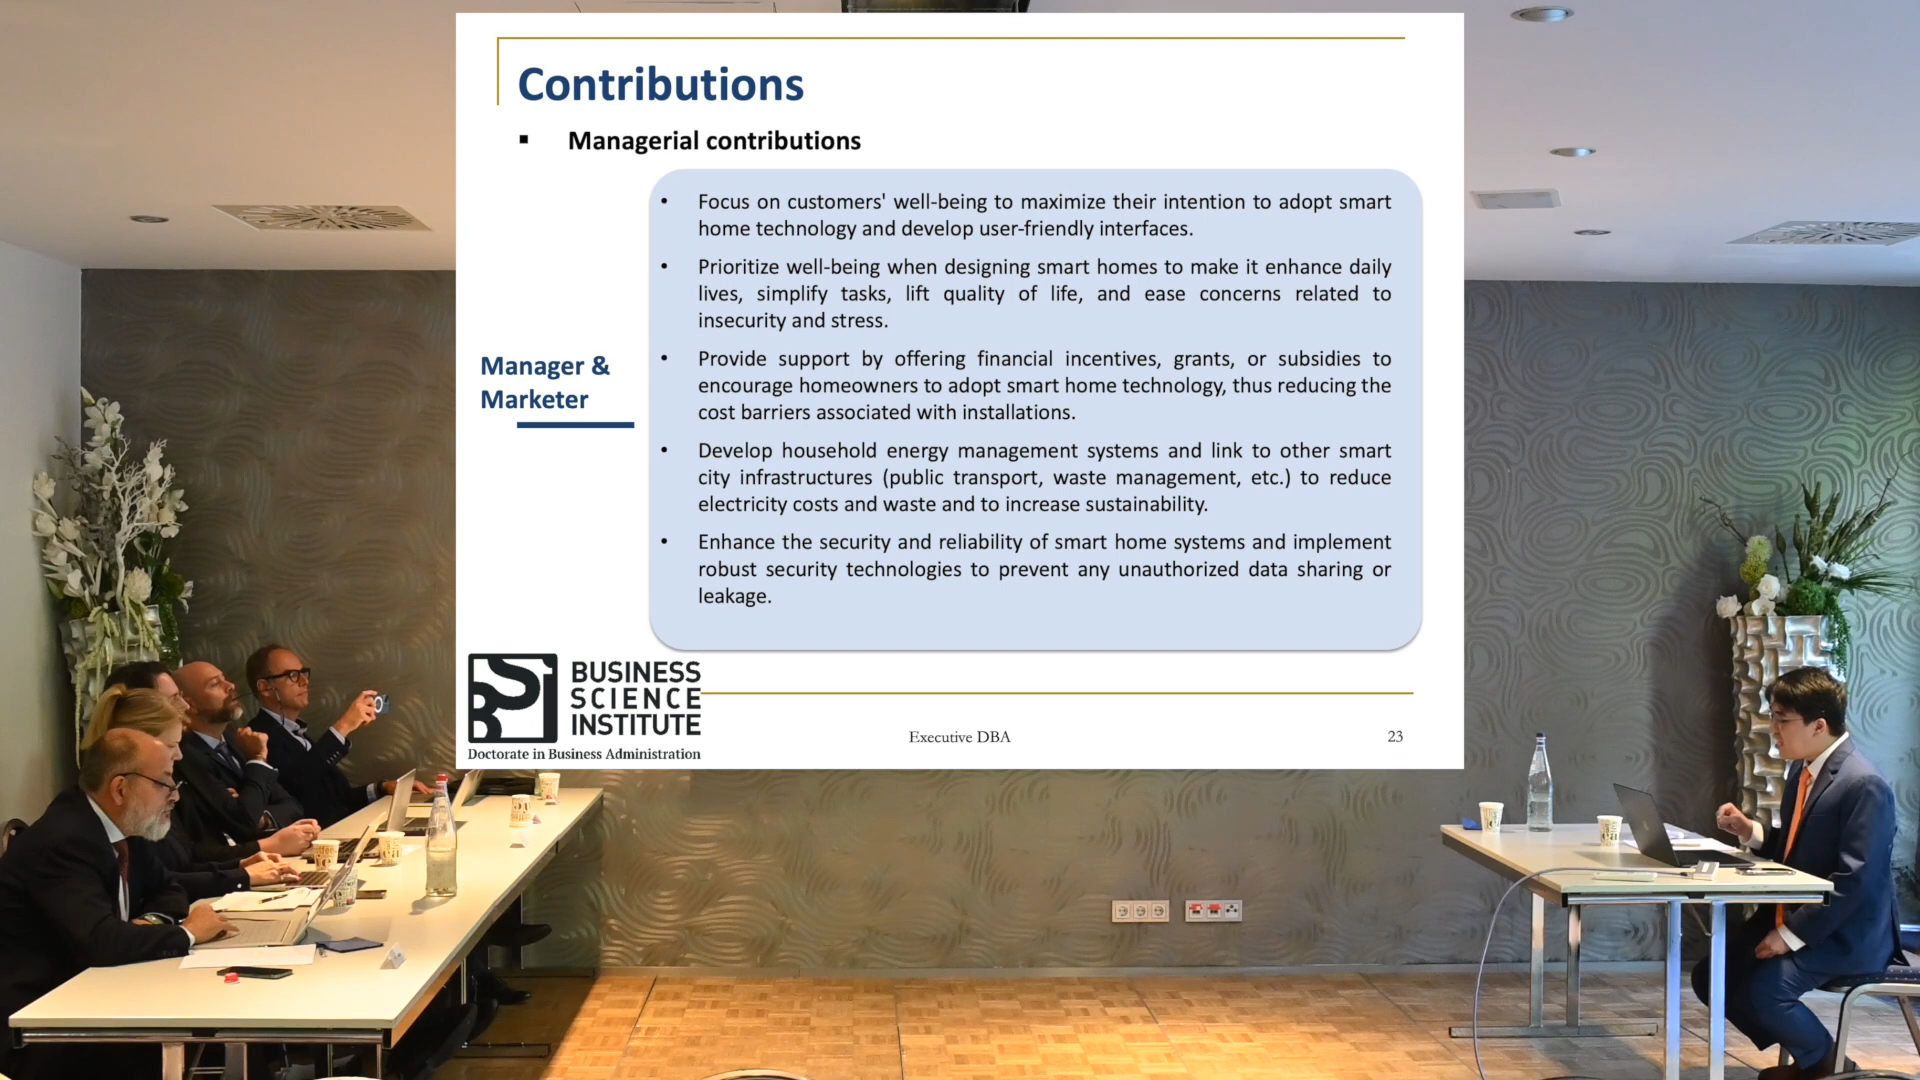 Contributions
▪ Managerial contributions
• Focus on customers' well-being to maximize their intention to adopt smart
home technology and develop user-friendly interfaces.
• Prioritize well-being when designing smart homes to make it enhance daily
lives, simplify tasks, lift quality of life, and ease concerns related to
insecurity and stress.
Manager &
Marketer
• Provide support by offering financial incentives, grants, or subsidies to
encourage homeowners to adopt smart home technology, thus reducing the
cost barriers associated with installations.
• Develop household energy management systems and link to other smart
city infrastructures (public transport, waste management, etc.) to reduce
electricity costs and waste and to increase sustainability.
• Enhance the security and reliability of smart home systems and implement
robust security technologies to prevent any unauthorized data sharing or
leakage.
BSI
BUSINESS
SCIENCE
INSTITUTE
Doctorate in Business Administration
Executive DBA
23